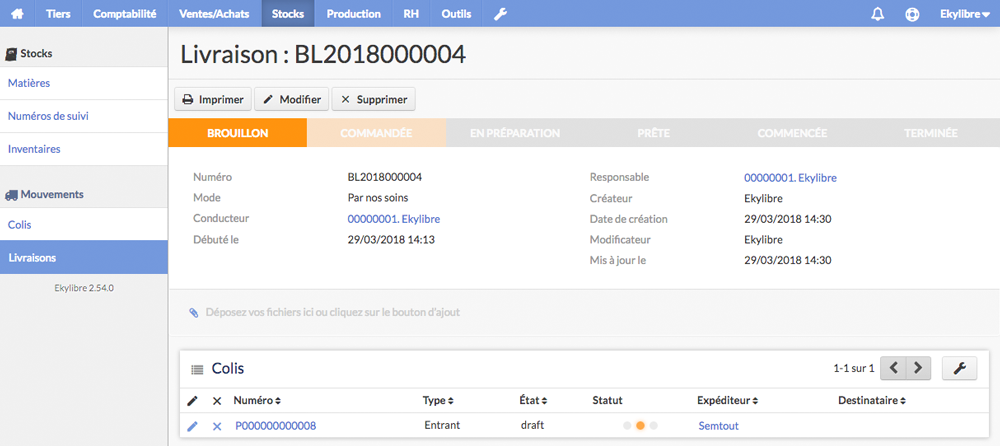 Tiers Comptabilité Ventes/Achats Stocks Production RH Outils Ekylibre
Stocks
Matières
Numéros de suivi
Inventaires
Mouvements
Colis
Livraisons
Ekylibre 2.54.0
Livraison : BL2018000004
Imprimer Modifier Supprimer
BROUILLON COMMANDÉE EN PRÉPARATION PRÊTE COMMENCÉE TERMINÉE
Numéro BL2018000004
Mode Par nos soins
Conducteur 00000001. Ekylibre
Débuté le 29/03/2018 14:13
Responsable 00000001. Ekylibre
Créateur Ekylibre
Date de création 29/03/2018 14:30
Modificateur Ekylibre
Mis à jour le 29/03/2018 14:30
Déposez vos fichiers ici ou cliquez sur le bouton d'ajout
Colis 1-1 sur 1
Numéro Type État Statut Expéditeur Destinataire
P000000000008 Entrant draft Semtout